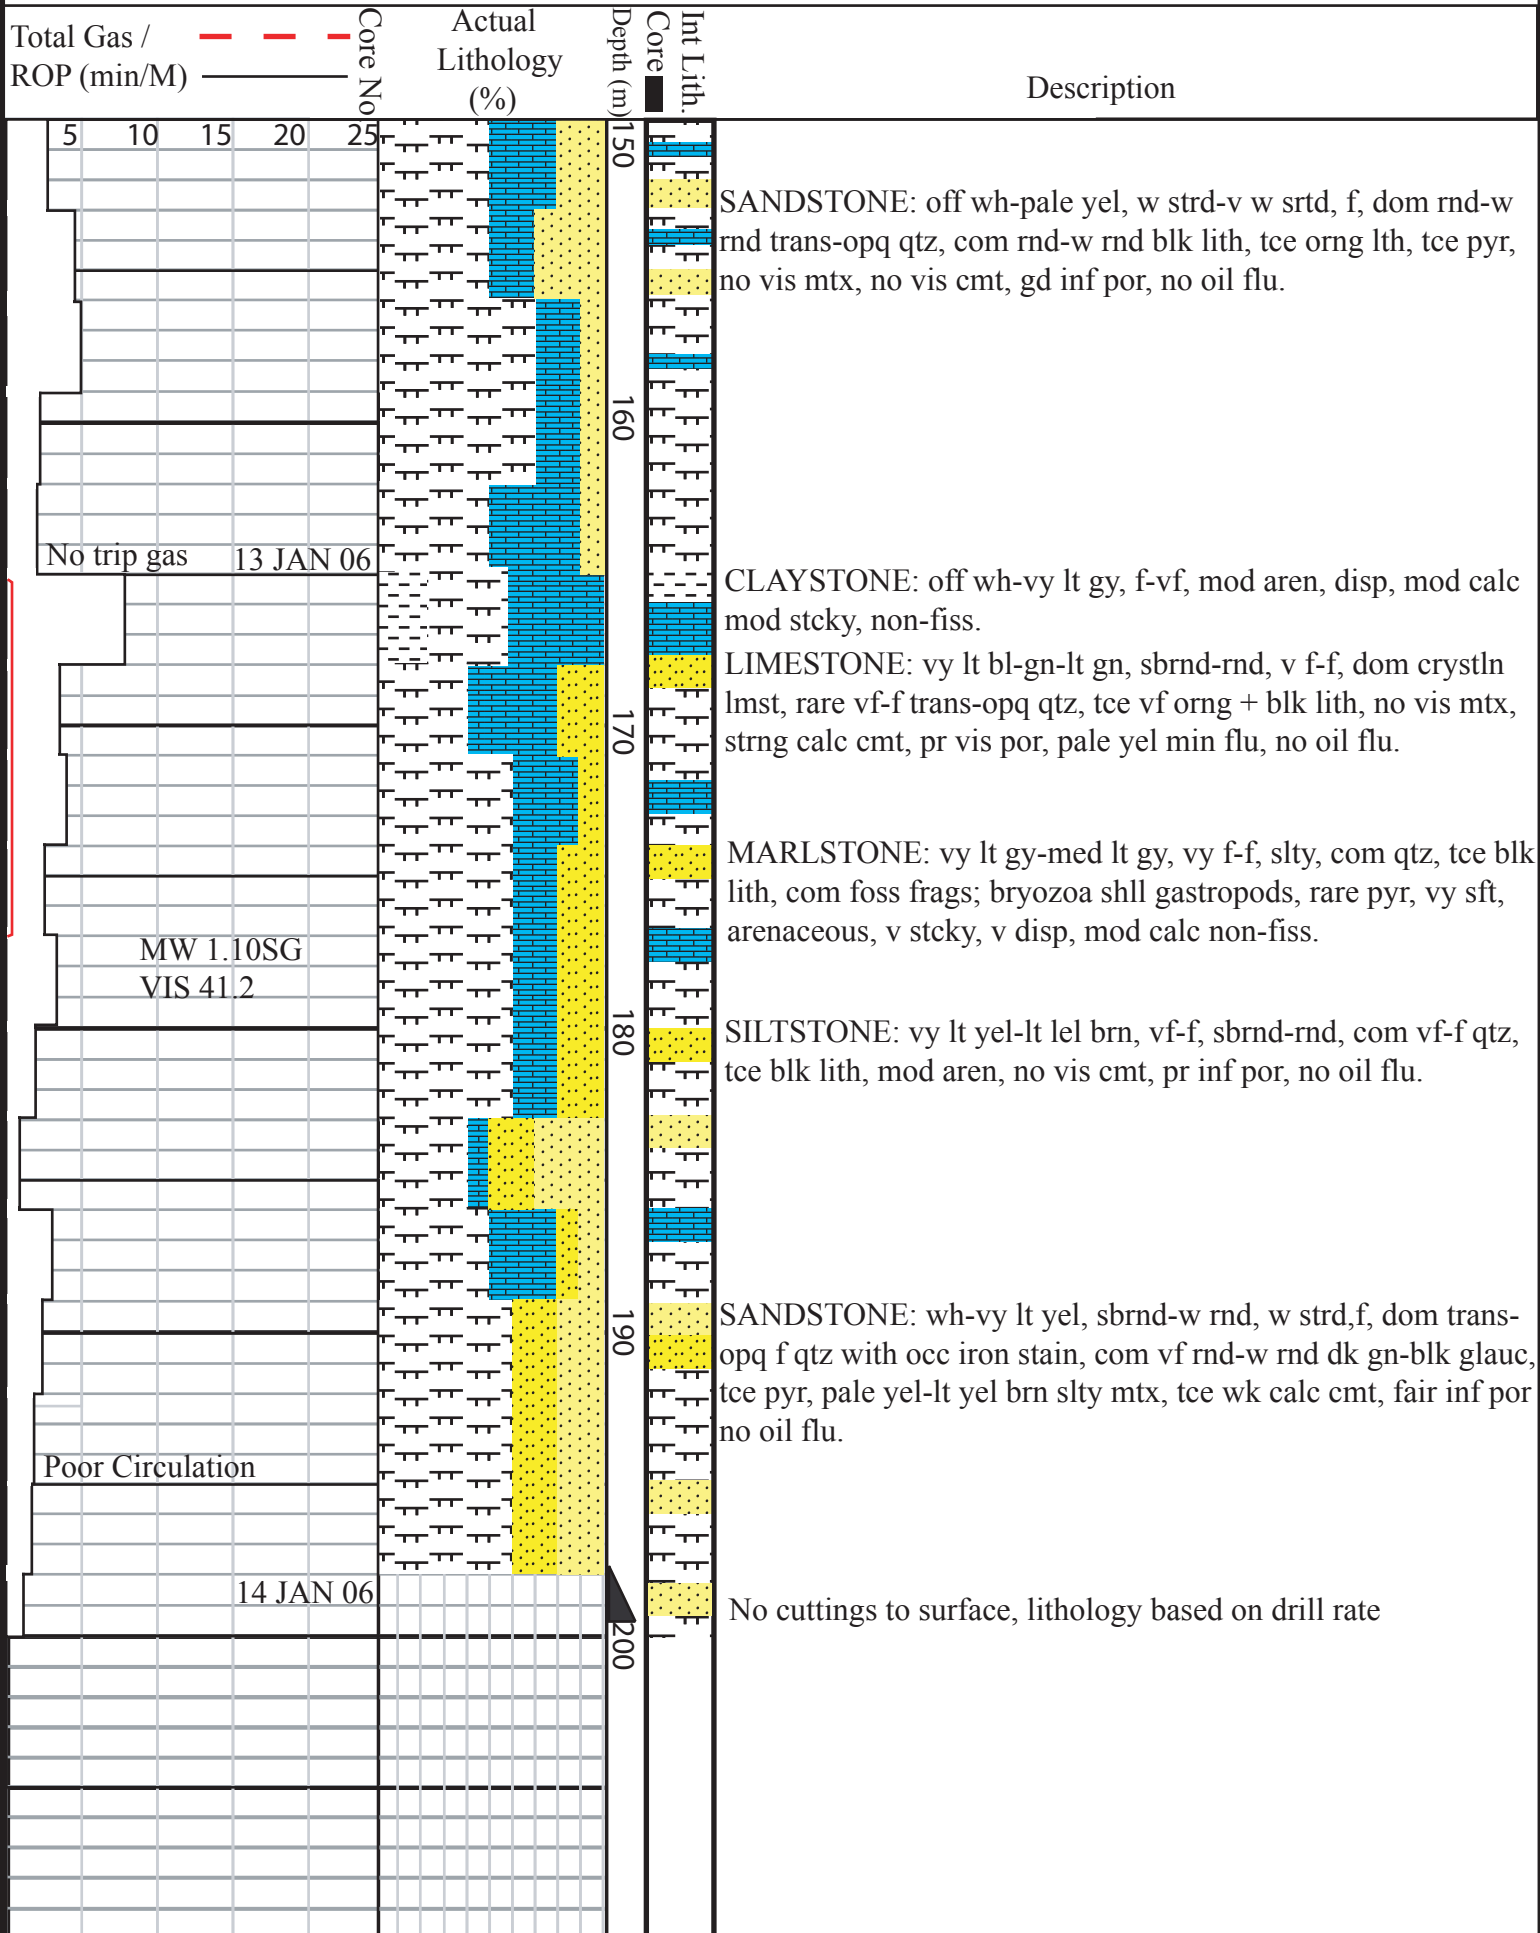 Total Gas /
ROP (min/M)
Core No
Actual
Lithology
(%)
Depth (m)
Core
Int Lith.
Description
5 10 15 20 25
150
SANDSTONE: off wh-pale yel, w strd-v w srtd, f, dom rnd-w
rnd trans-opq qtz, com rnd-w rnd blk lith, tce orng lth, tce pyr,
no vis mtx, no vis cmt, gd inf por, no oil flu.
160
No trip gas 13 JAN 06
CLAYSTONE: off wh-vy lt gy, f-vf, mod aren, disp, mod calc
mod stcky, non-fiss.
LIMESTONE: vy lt bl-gn-lt gn, sbrnd-rnd, v f-f, dom crystln
lmst, rare vf-f trans-opq qtz, tce vf orng + blk lith, no vis mtx,
strng calc cmt, pr vis por, pale yel min flu, no oil flu.
170
MARLSTONE: vy lt gy-med lt gy, vy f-f, slty, com qtz, tce blk
lith, com foss frags; bryozoa shll gastropods, rare pyr, vy sft,
arenaceous, v stcky, v disp, mod calc non-fiss.
MW 1.10SG
VIS 41.2
180
SILTSTONE: vy lt yel-lt lel brn, vf-f, sbrnd-rnd, com vf-f qtz,
tce blk lith, mod aren, no vis cmt, pr inf por, no oil flu.
190
SANDSTONE: wh-vy lt yel, sbrnd-w rnd, w strd,f, dom trans-
opq f qtz with occ iron stain, com vf rnd-w rnd dk gn-blk glauc,
tce pyr, pale yel-lt yel brn slty mtx, tce wk calc cmt, fair inf por
no oil flu.
Poor Circulation
14 JAN 06
No cuttings to surface, lithology based on drill rate
200